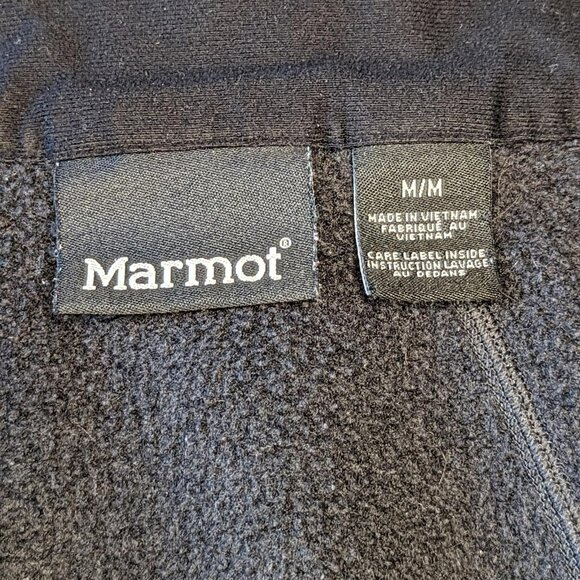 Marmot®
M/M
MADE IN VIETNAM
FABRIQUÉ AU
VIETNAM
CARE LABEL INSIDE
INSTRUCTION LAVAGE
AU DEDANS